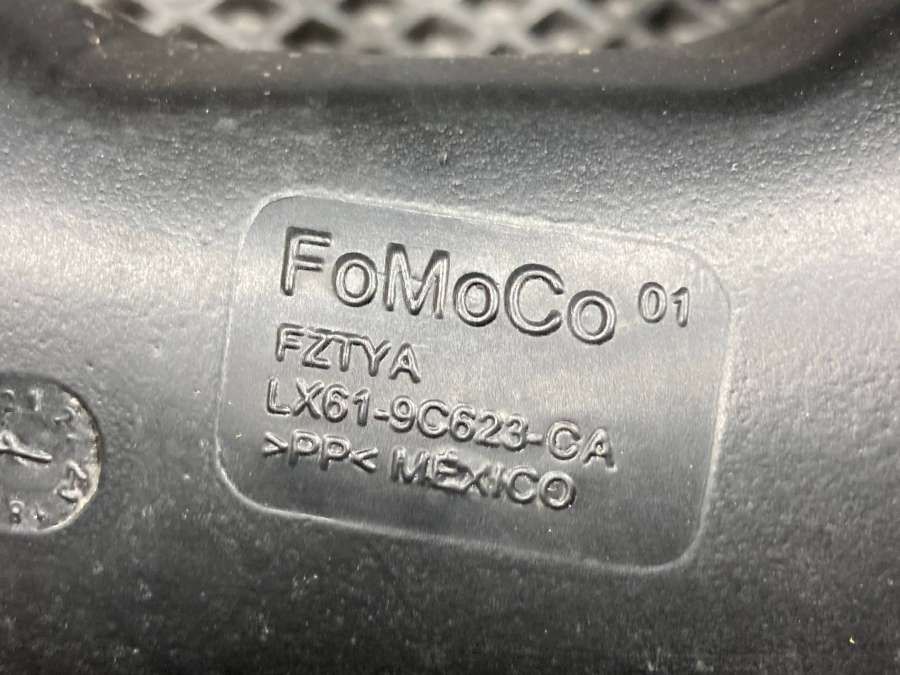 FoMoCo 01
FZTYA
LX61-9C623-CA
>PP< MEXICO